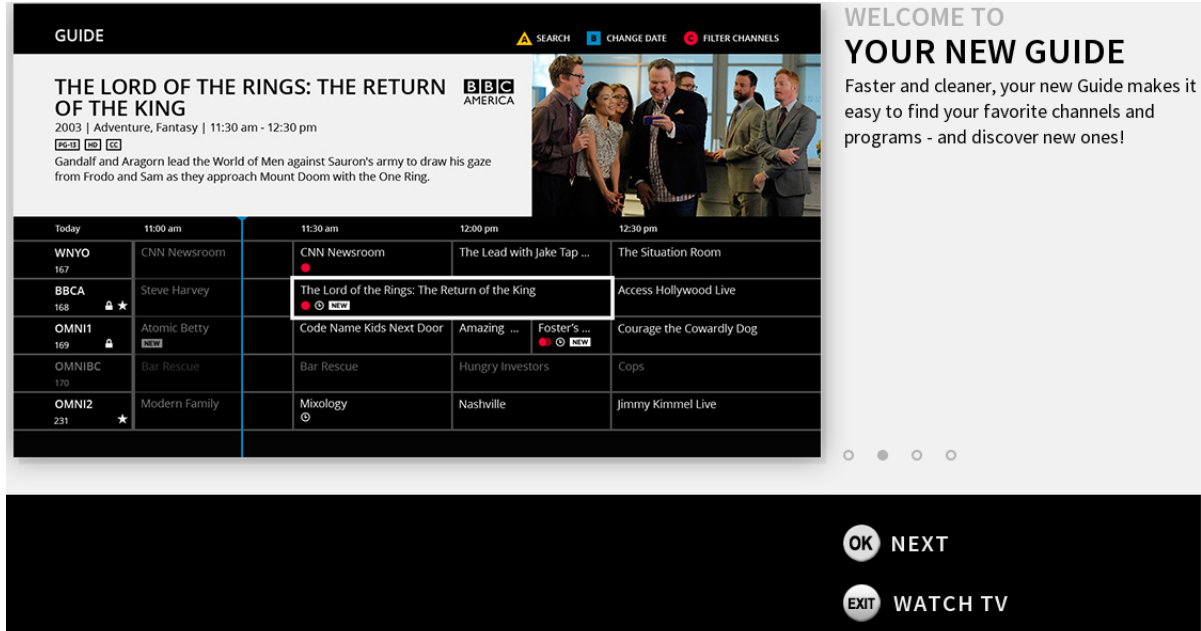 GUIDE
A SEARCH B CHANGE DATE C FILTER CHANNELS
THE LORD OF THE RINGS: THE RETURN
OF THE KING
BBC
AMERICA
2003 | Adventure, Fantasy | 11:30 am - 12:30 pm
PG-13 HD CC
Gandalf and Aragorn lead the World of Men against Sauron's army to draw his gaze
from Frodo and Sam as they approach Mount Doom with the One Ring.
Today 11:00 am 11:30 am 12:00 pm 12:30 pm
WNYO CNN Newsroom CNN Newsroom The Lead with Jake Tap ... The Situation Room
167
BBCA Steve Harvey The Lord of the Rings: The Return of the King Access Hollywood Live
168 NEW
OMNI1 Atomic Betty Code Name Kids Next Door Amazing ... Foster's ... Courage the Cowardly Dog
169 NEW NEW
OMNIBC Bar Rescue Bar Rescue Hungry Investors Cops
170
OMNI2 Modern Family Mixology Nashville Jimmy Kimmel Live
231
WELCOME TO
YOUR NEW GUIDE
Faster and cleaner, your new Guide makes it
easy to find your favorite channels and
programs - and discover new ones!
OK NEXT
EXIT WATCH TV